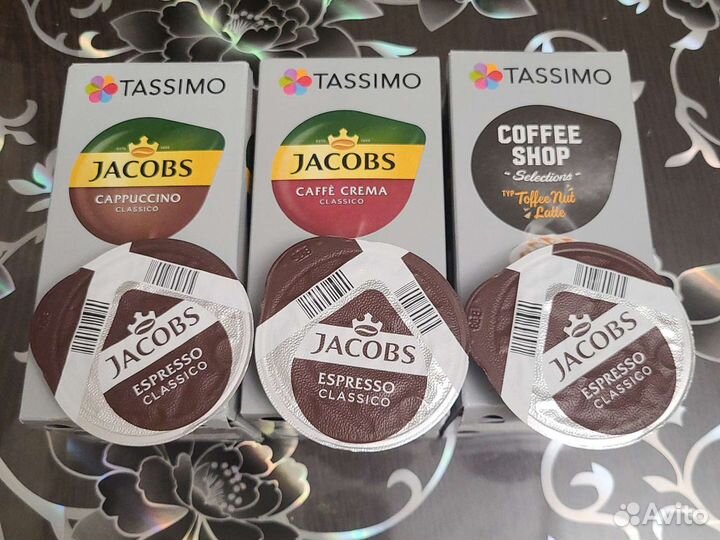 TASSIMO
JACOBS
CAPPUCCINO
CLASSICO
TASSIMO
JACOBS
CAFFÈ CREMA
CLASSICO
TASSIMO
COFFEE
SHOP
Selections
TYP Toffee Nut
Latte
JACOBS
ESPRESSO
CLASSICO
JACOBS
ESPRESSO
CLASSICO
JACOBS
ESPRESSO
CLASSICO
Avito